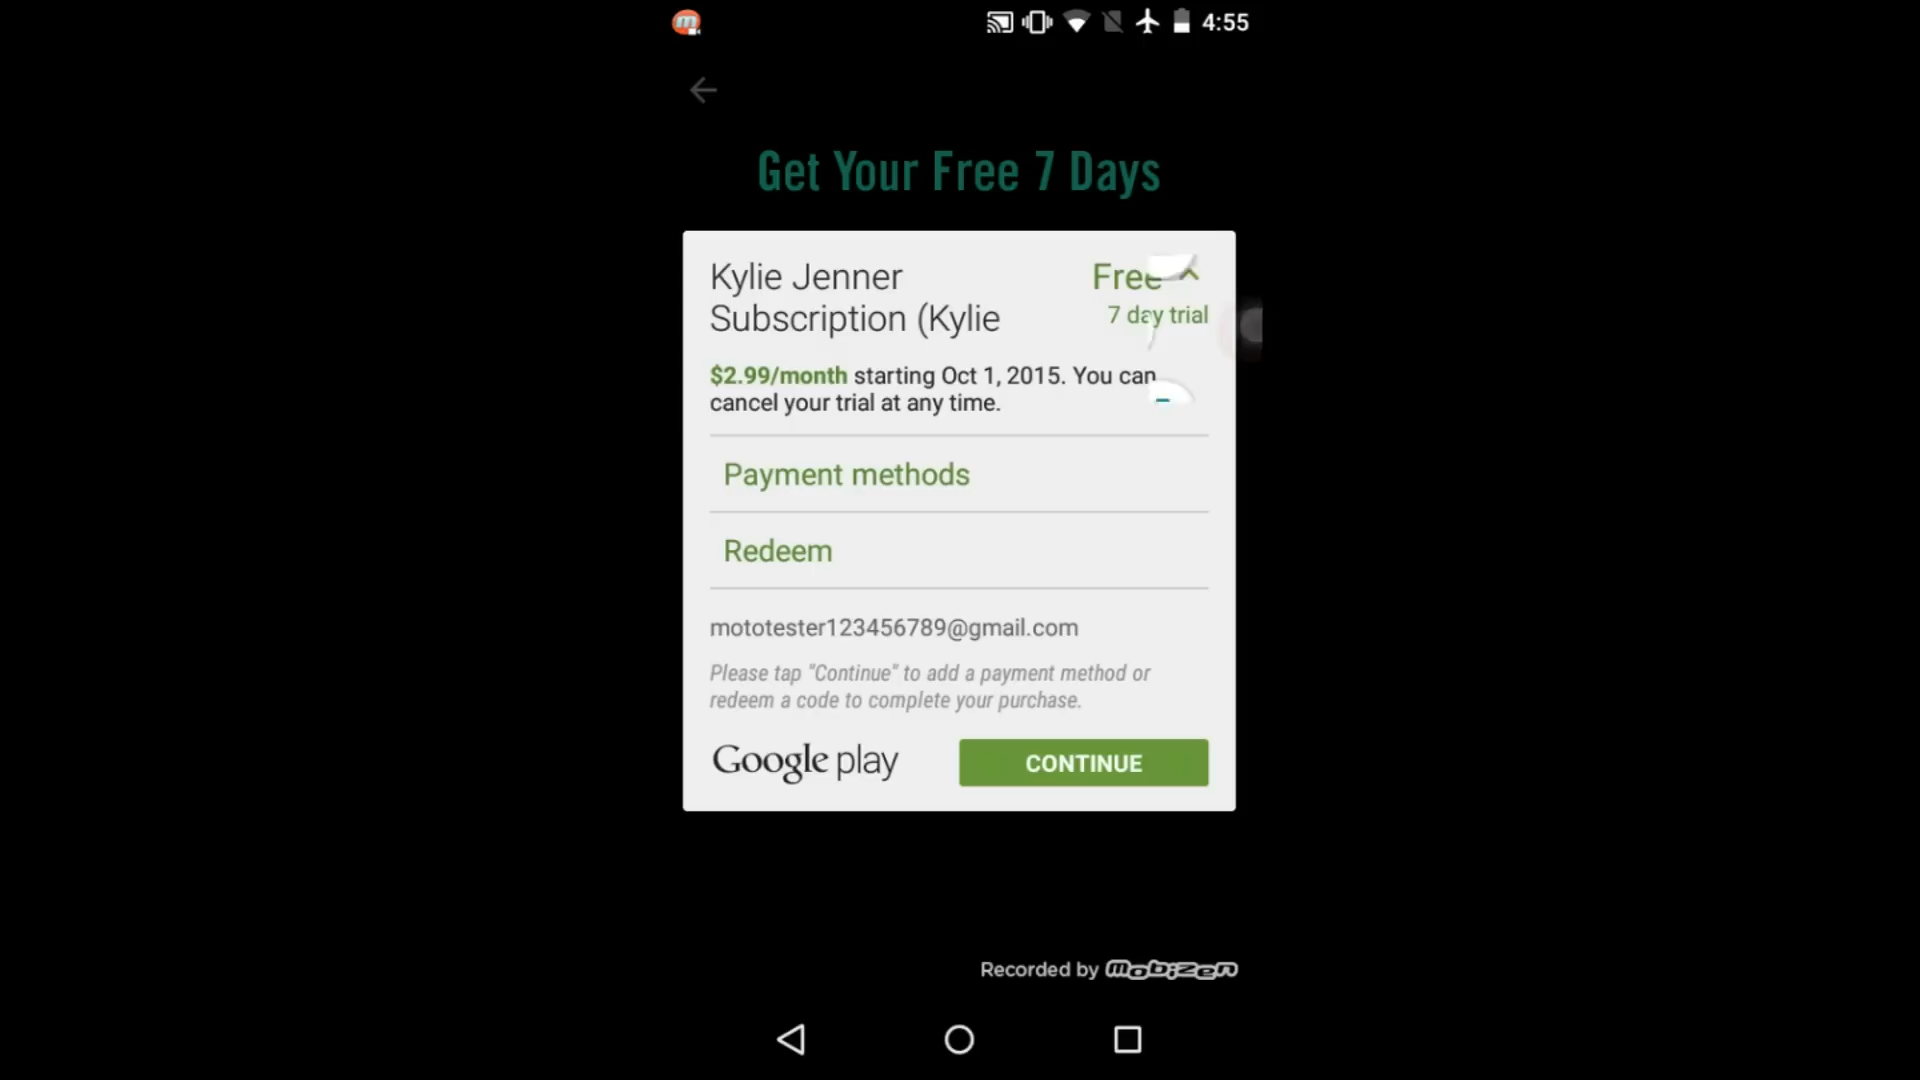 4:55
Get Your Free 7 Days
Kylie Jenner
Subscription (Kylie
Free
7 day trial
$2.99/month starting Oct 1, 2015. You can
cancel your trial at any time.
Payment methods
Redeem
mototester123456789@gmail.com
Please tap "Continue" to add a payment method or
redeem a code to complete your purchase.
Google play
CONTINUE
Recorded by mobizen